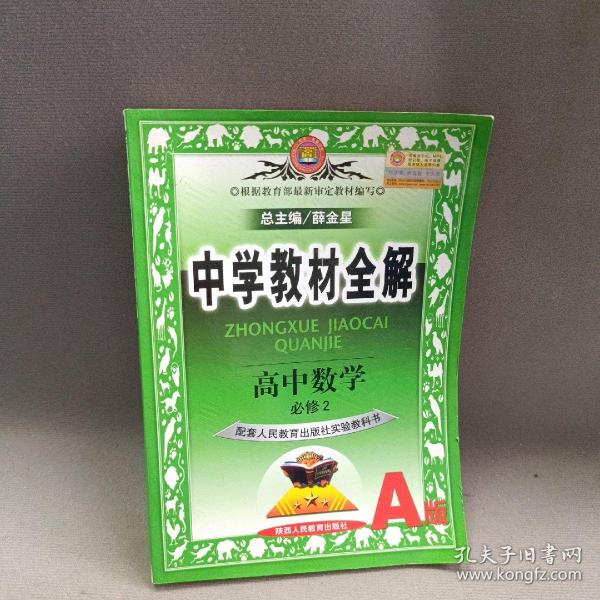 ◎根据教育部最新审定教材编写◎
总主编/薛金星
中学教材全解
ZHONGXUE JIAOCAI
QUANJIE
高中数学
必修2
配套人民教育出版社实验教科书
陕西人民教育出版社
A版
孔夫子旧书网
www.kongfz.com